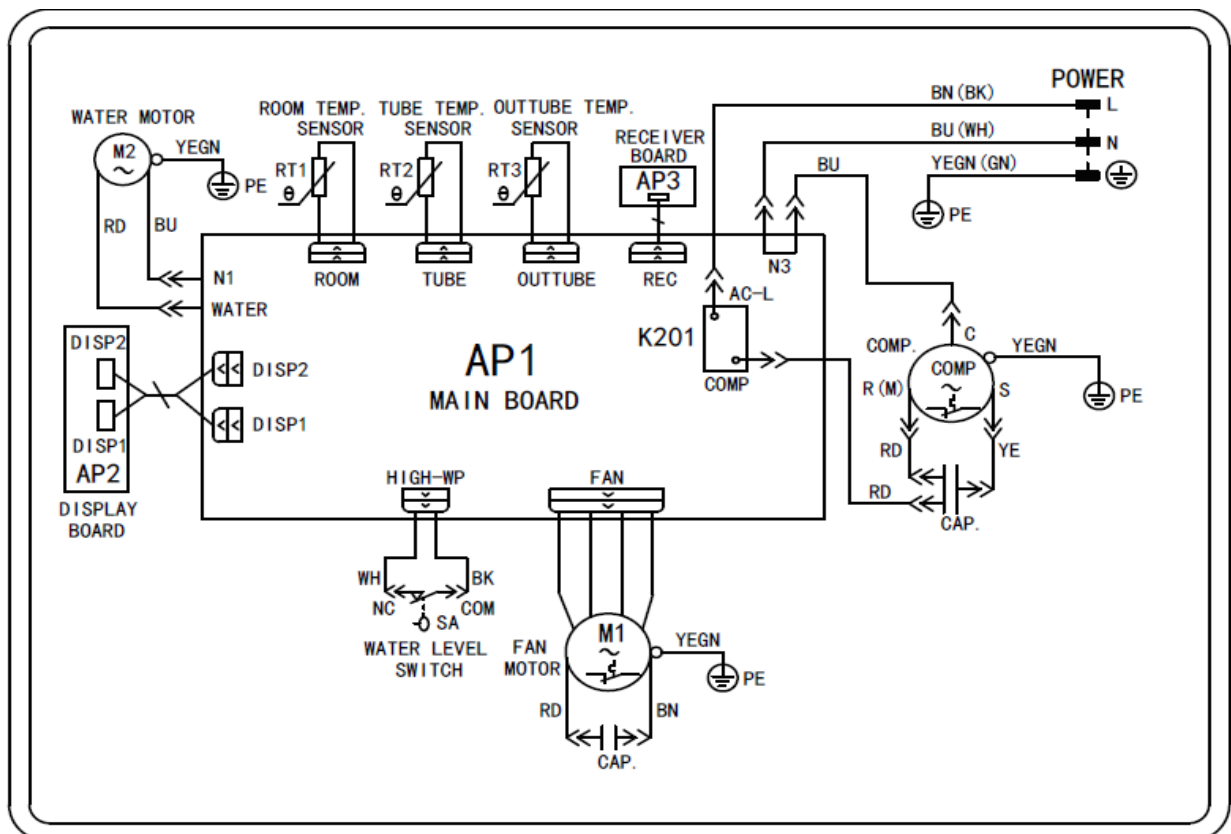 POWER
BN(BK)
L
ROOM TEMP. SENSOR
TUBE TEMP. SENSOR
OUTTUBE TEMP. SENSOR
WATER MOTOR
M2
YEGN
PE
RECEIVER
BOARD
AP3
BU(WH)
N
BU
YEGN(GN)
PE
RT1
θ
RT2
θ
RT3
θ
RD
BU
N1
WATER
ROOM
TUBE
OUTTUBE
REC
N3
AC-L
K201
COMP
DISP2
DISP1
AP2
DISPLAY
BOARD
DISP2
DISP1
AP1
MAIN BOARD
COMP.
C
COMP
YEGN
PE
R(M)
S
RD
YE
RD
CAP.
HIGH-WP
FAN
WH
BK
NC
COM
SA
WATER LEVEL
SWITCH
FAN
MOTOR
M1
YEGN
PE
RD
BN
CAP.